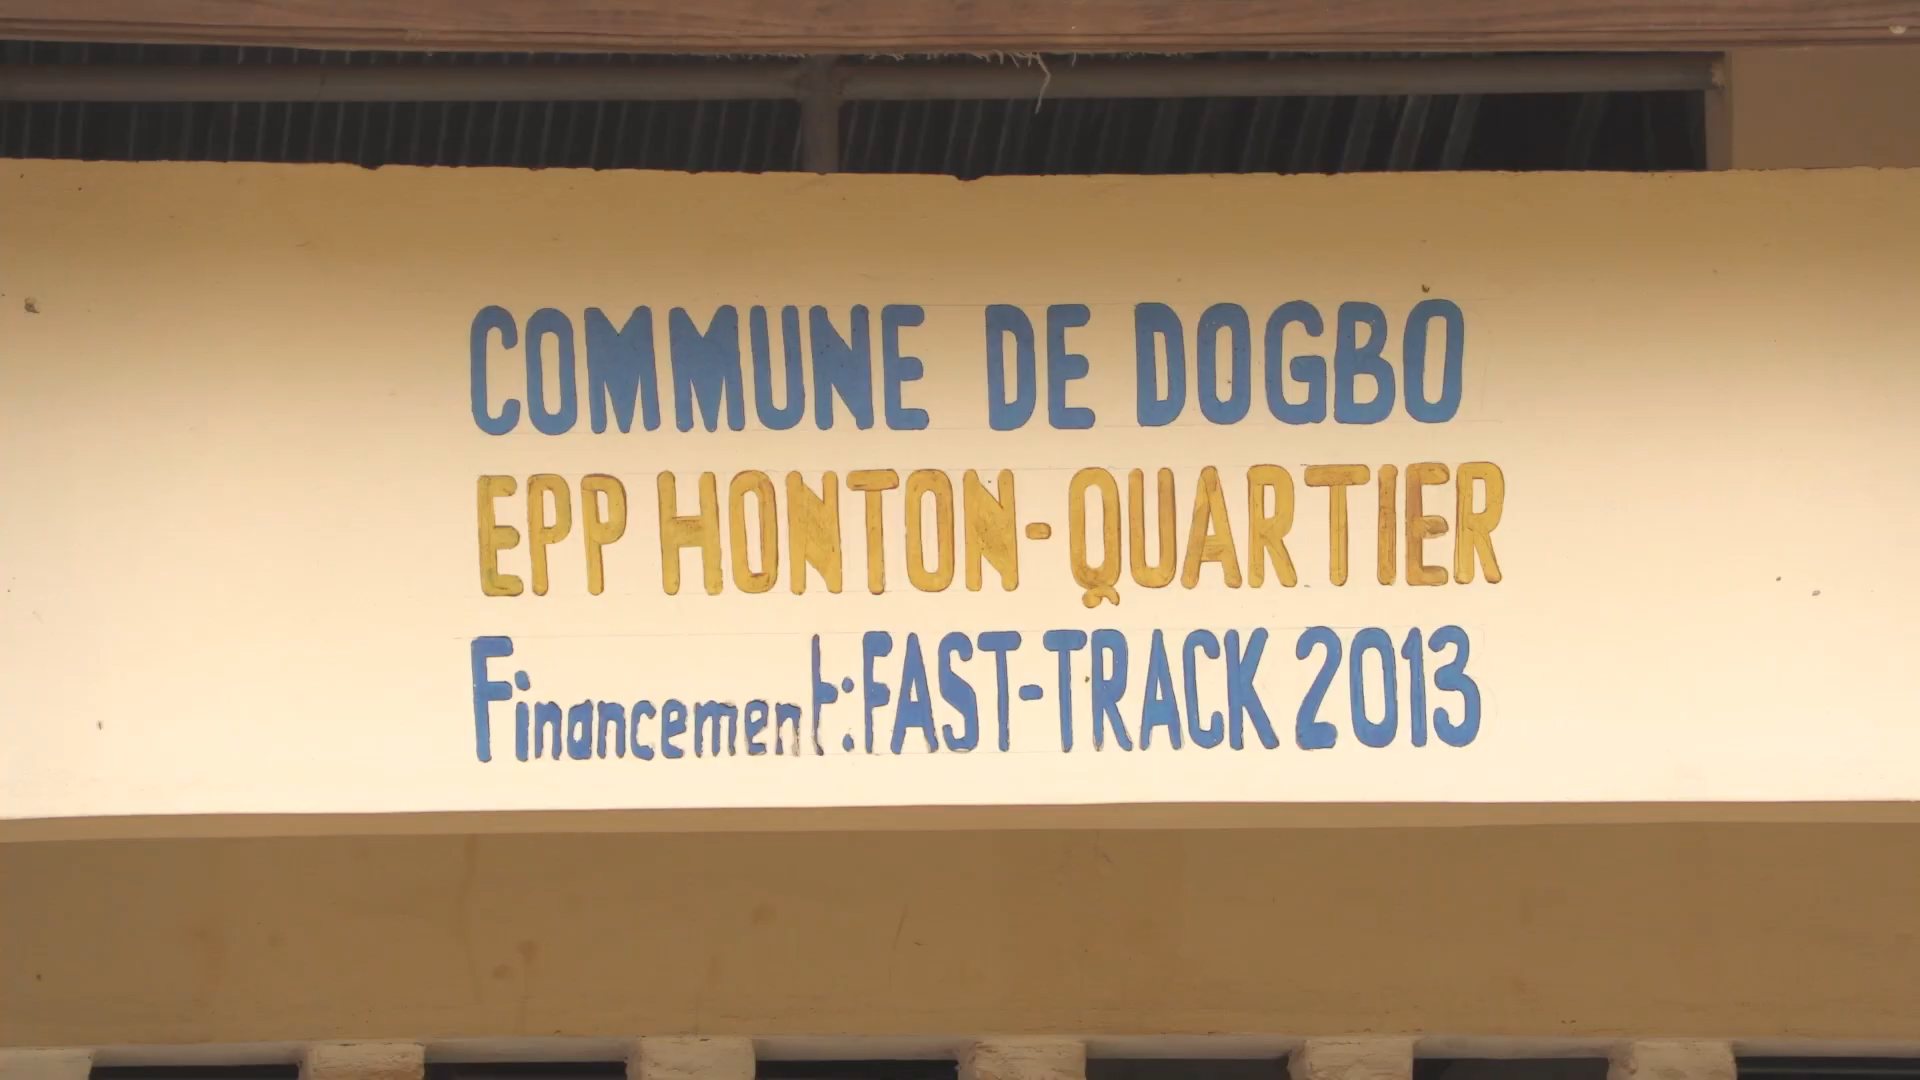 COMMUNE DE DOGBO
EPP HONTON-QUARTIER
Financement:FAST-TRACK 2013